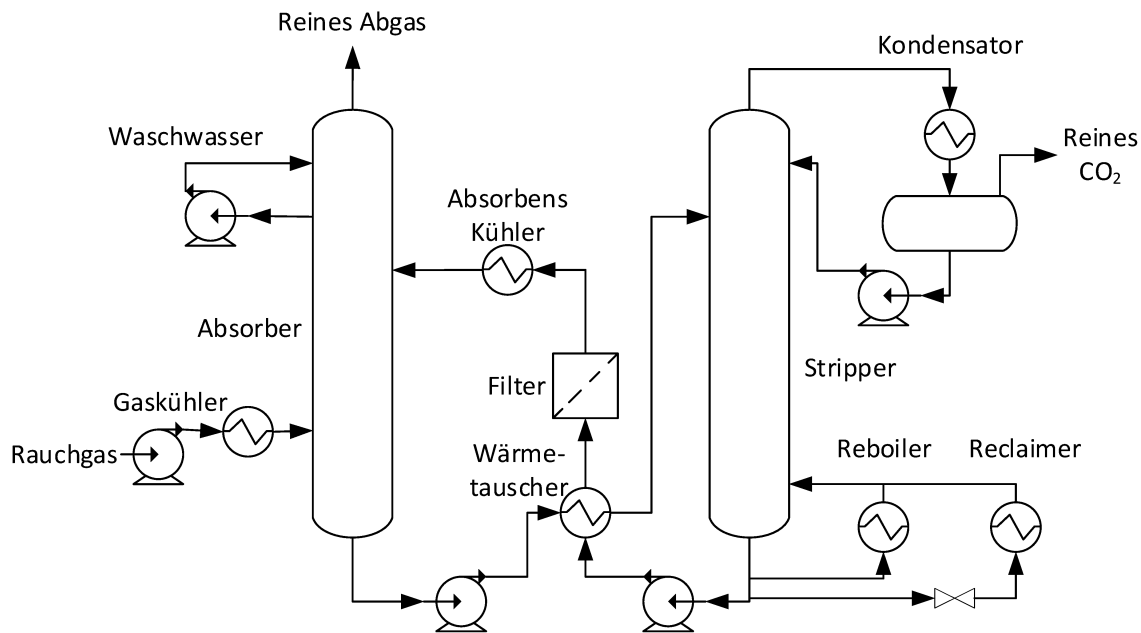 Reines Abgas
Kondensator
Waschwasser
Reines
CO₂
Absorbens
Kühler
Absorber
Stripper
Filter
Gaskühler
Rauchgas
Wärme-
tauscher
Reboiler
Reclaimer